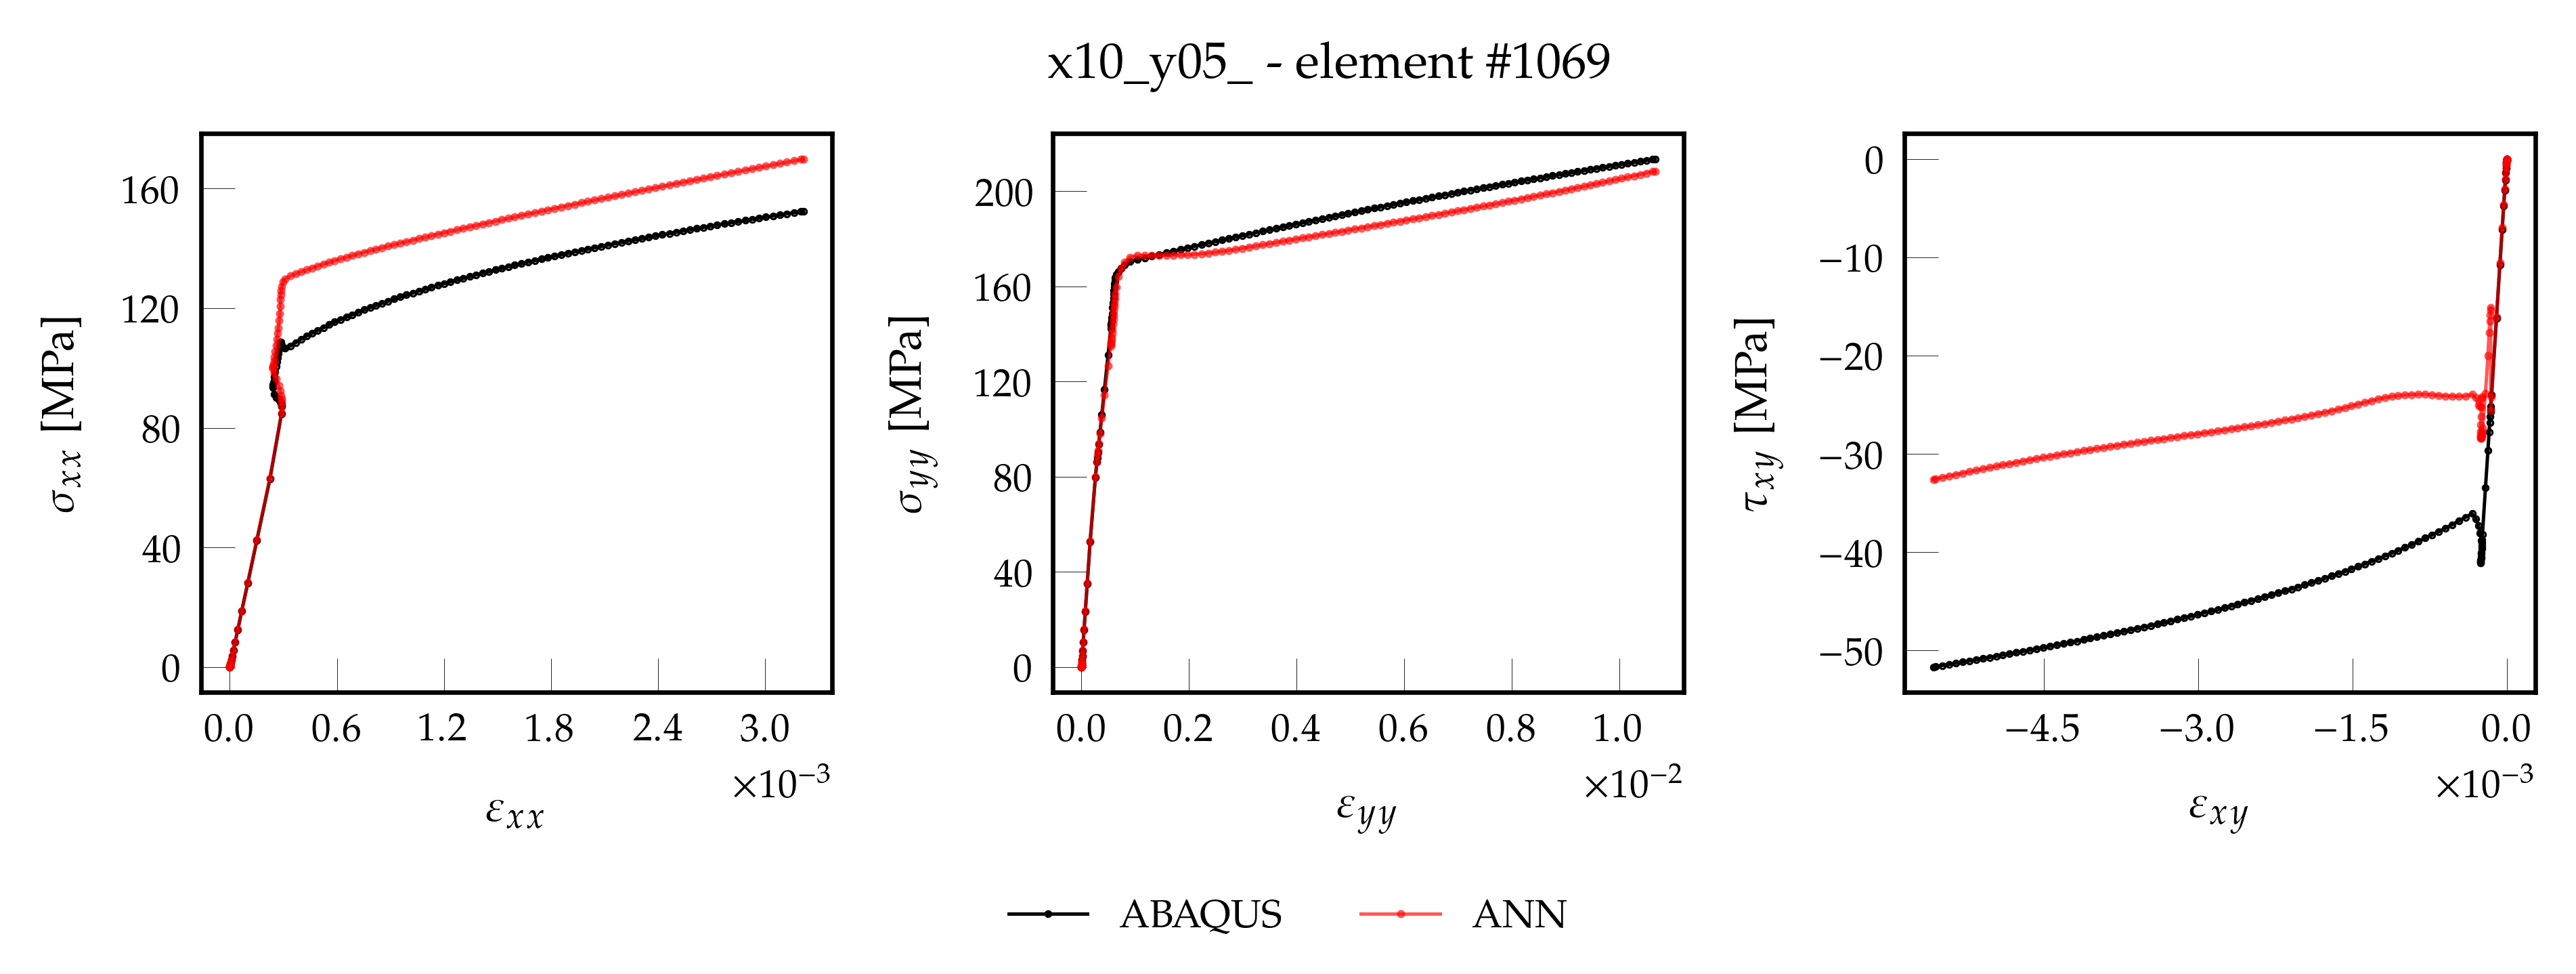 x10_y05_ - element #1069
σxx [MPa]
160
120
80
40
0
0.0 0.6 1.2 1.8 2.4 3.0
×10⁻³
εxx
σyy [MPa]
200
160
120
80
40
0
0.0 0.2 0.4 0.6 0.8 1.0
×10⁻²
εyy
τxy [MPa]
0
−10
−20
−30
−40
−50
−4.5 −3.0 −1.5 0.0
×10⁻³
εxy
ABAQUS ANN